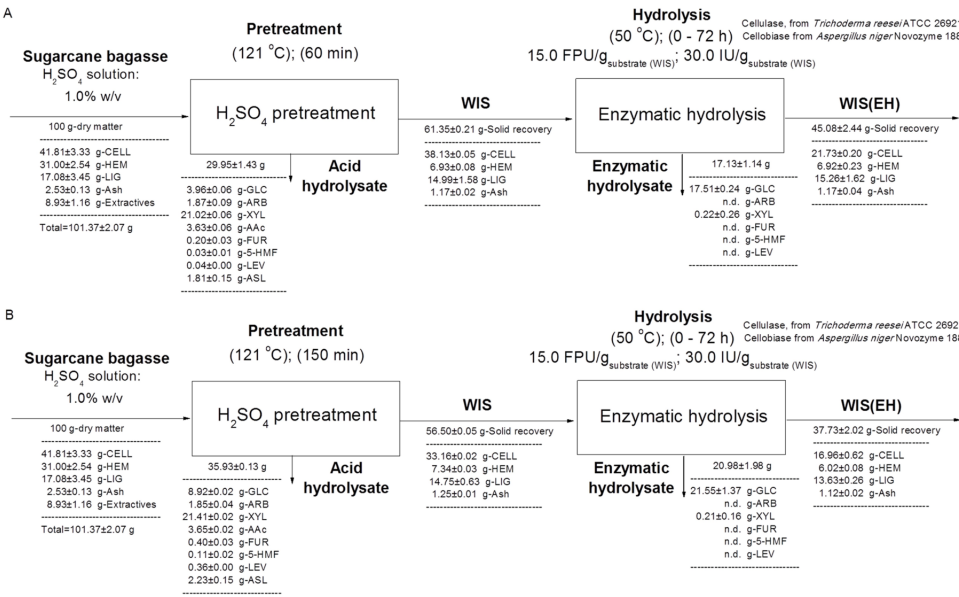 A
Pretreatment
(121 °C); (60 min)
Hydrolysis
(50 °C); (0 - 72 h)
15.0 FPU/g substrate (WIS); 30.0 IU/g substrate (WIS)
Cellulase, from Trichoderma reesei ATCC 2692
Cellobiase from Aspergillus niger Novozyme 188
Sugarcane bagasse
H2SO4 solution:
1.0% w/v
100 g-dry matter
41.81±3.33 g-CELL
31.00±2.54 g-HEM
17.08±3.45 g-LIG
2.53±0.13 g-Ash
8.93±1.16 g-Extractives
Total=101.37±2.07 g
H2SO4 pretreatment
29.95±1.43 g
Acid
hydrolysate
3.96±0.06 g-GLC
1.87±0.09 g-ARB
21.02±0.06 g-XYL
3.63±0.06 g-AAc
0.20±0.03 g-FUR
0.03±0.01 g-5-HMF
0.04±0.00 g-LEV
1.81±0.15 g-ASL
WIS
61.35±0.21 g-Solid recovery
38.13±0.05 g-CELL
6.93±0.08 g-HEM
14.99±1.58 g-LIG
1.17±0.02 g-Ash
Enzymatic hydrolysis
Enzymatic
hydrolysate
17.13±1.14 g
17.51±0.24 g-GLC
n.d. g-ARB
0.22±0.26 g-XYL
n.d. g-FUR
n.d. g-5-HMF
n.d. g-LEV
WIS(EH)
45.08±2.44 g-Solid recovery
21.73±0.20 g-CELL
6.92±0.23 g-HEM
15.26±1.62 g-LIG
1.17±0.04 g-Ash
B
Pretreatment
(121 °C); (150 min)
Hydrolysis
(50 °C); (0 - 72 h)
15.0 FPU/g substrate (WIS); 30.0 IU/g substrate (WIS)
Cellulase, from Trichoderma reesei ATCC 2692
Cellobiase from Aspergillus niger Novozyme 188
Sugarcane bagasse
H2SO4 solution:
1.0% w/v
100 g-dry matter
41.81±3.33 g-CELL
31.00±2.54 g-HEM
17.08±3.45 g-LIG
2.53±0.13 g-Ash
8.93±1.16 g-Extractives
Total=101.37±2.07 g
H2SO4 pretreatment
35.93±0.13 g
Acid
hydrolysate
8.92±0.02 g-GLC
1.85±0.04 g-ARB
21.41±0.02 g-XYL
3.65±0.02 g-AAc
0.40±0.03 g-FUR
0.11±0.02 g-5-HMF
0.36±0.00 g-LEV
2.23±0.15 g-ASL
WIS
56.50±0.05 g-Solid recovery
33.16±0.02 g-CELL
7.34±0.03 g-HEM
14.75±0.63 g-LIG
1.25±0.01 g-Ash
Enzymatic hydrolysis
Enzymatic
hydrolysate
20.98±1.98 g
21.55±1.37 g-GLC
n.d. g-ARB
0.21±0.16 g-XYL
n.d. g-FUR
n.d. g-5-HMF
n.d. g-LEV
WIS(EH)
37.73±2.02 g-Solid recovery
16.96±0.62 g-CELL
6.02±0.08 g-HEM
13.63±0.26 g-LIG
1.12±0.02 g-Ash